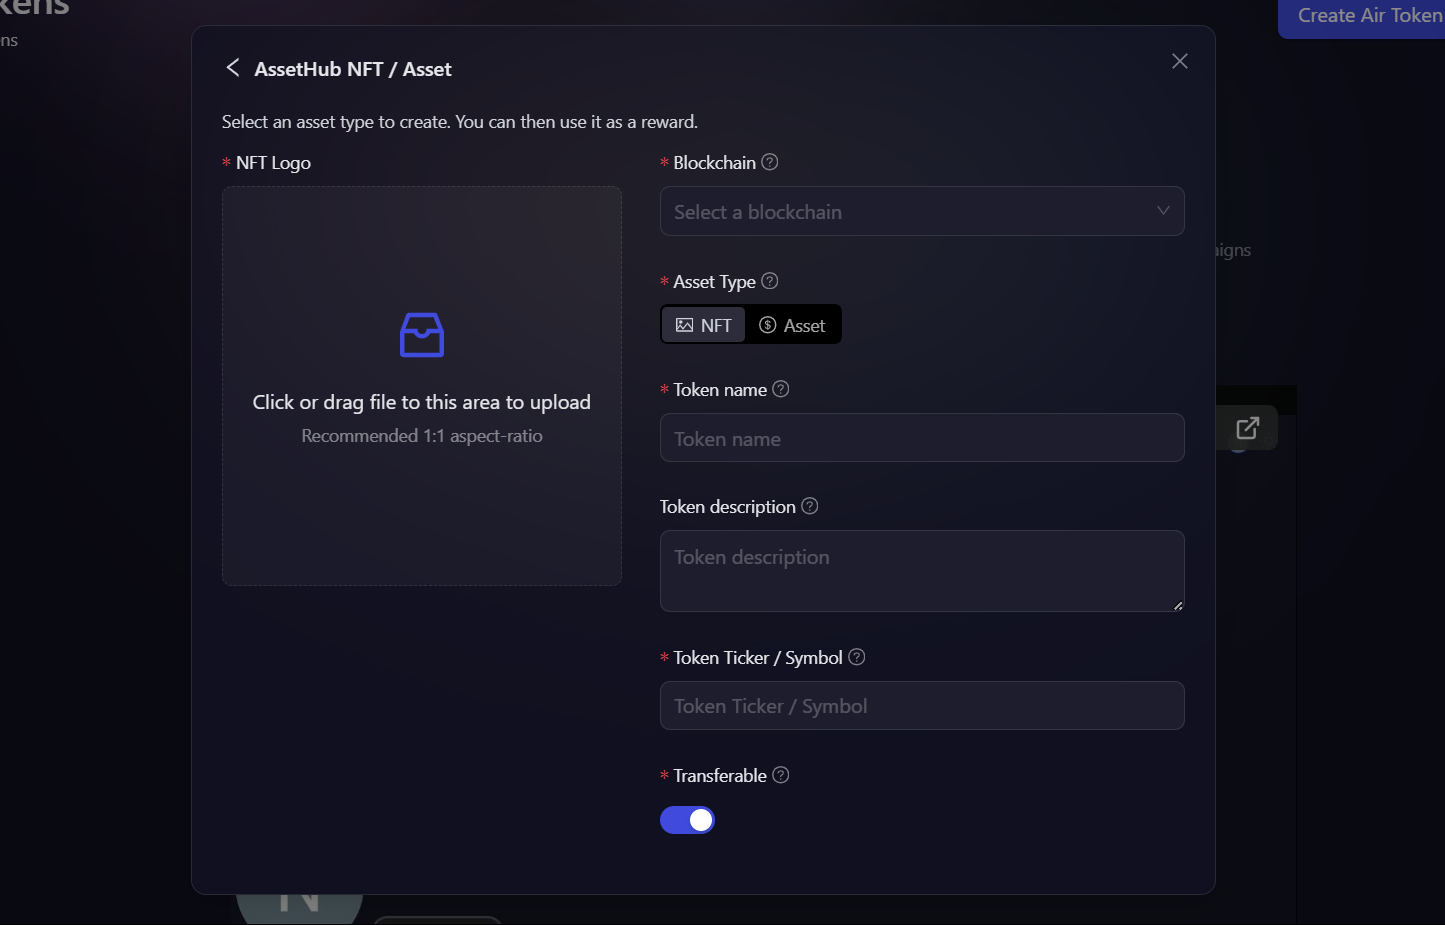 ens
Create Air Token
AssetHub NFT / Asset
Select an asset type to create. You can then use it as a reward.
* NFT Logo
Click or drag file to this area to upload
Recommended 1:1 aspect-ratio
* Blockchain
Select a blockchain
* Asset Type
NFT
Asset
* Token name
Token name
Token description
Token description
* Token Ticker / Symbol
Token Ticker / Symbol
* Transferable
aigns
N